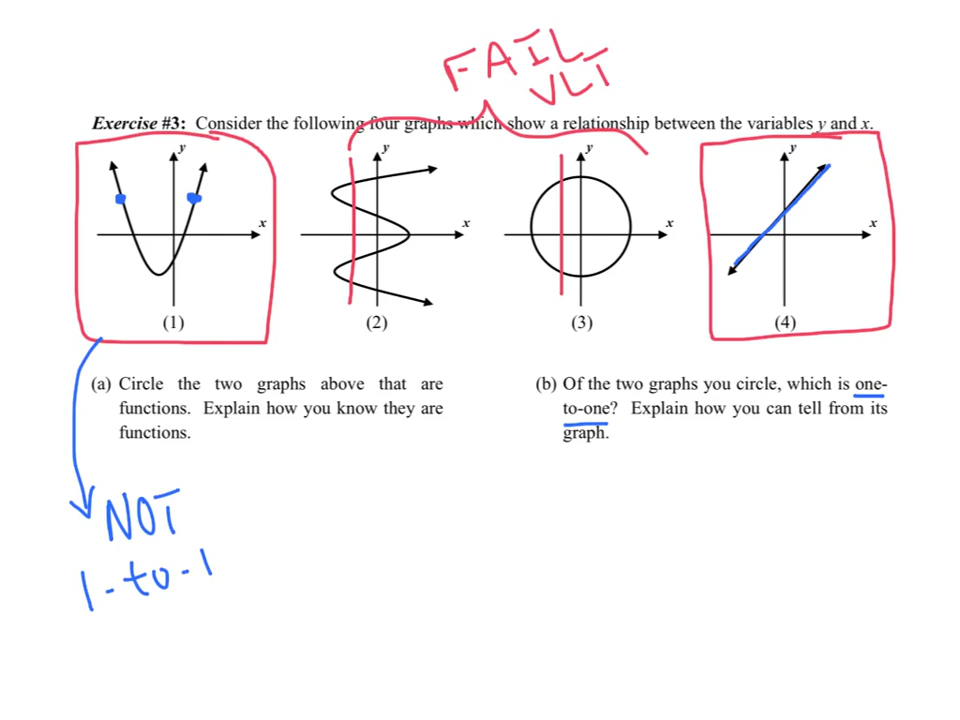 FAIL
VLT
Exercise #3: Consider the following four graphs which show a relationship between the variables y and x.
y
y
y
y
x
x
x
x
(1)
(2)
(3)
(4)
(a) Circle the two graphs above that are
functions. Explain how you know they are
functions.
(b) Of the two graphs you circle, which is one-
to-one? Explain how you can tell from its
graph.
NOT
1-to-1